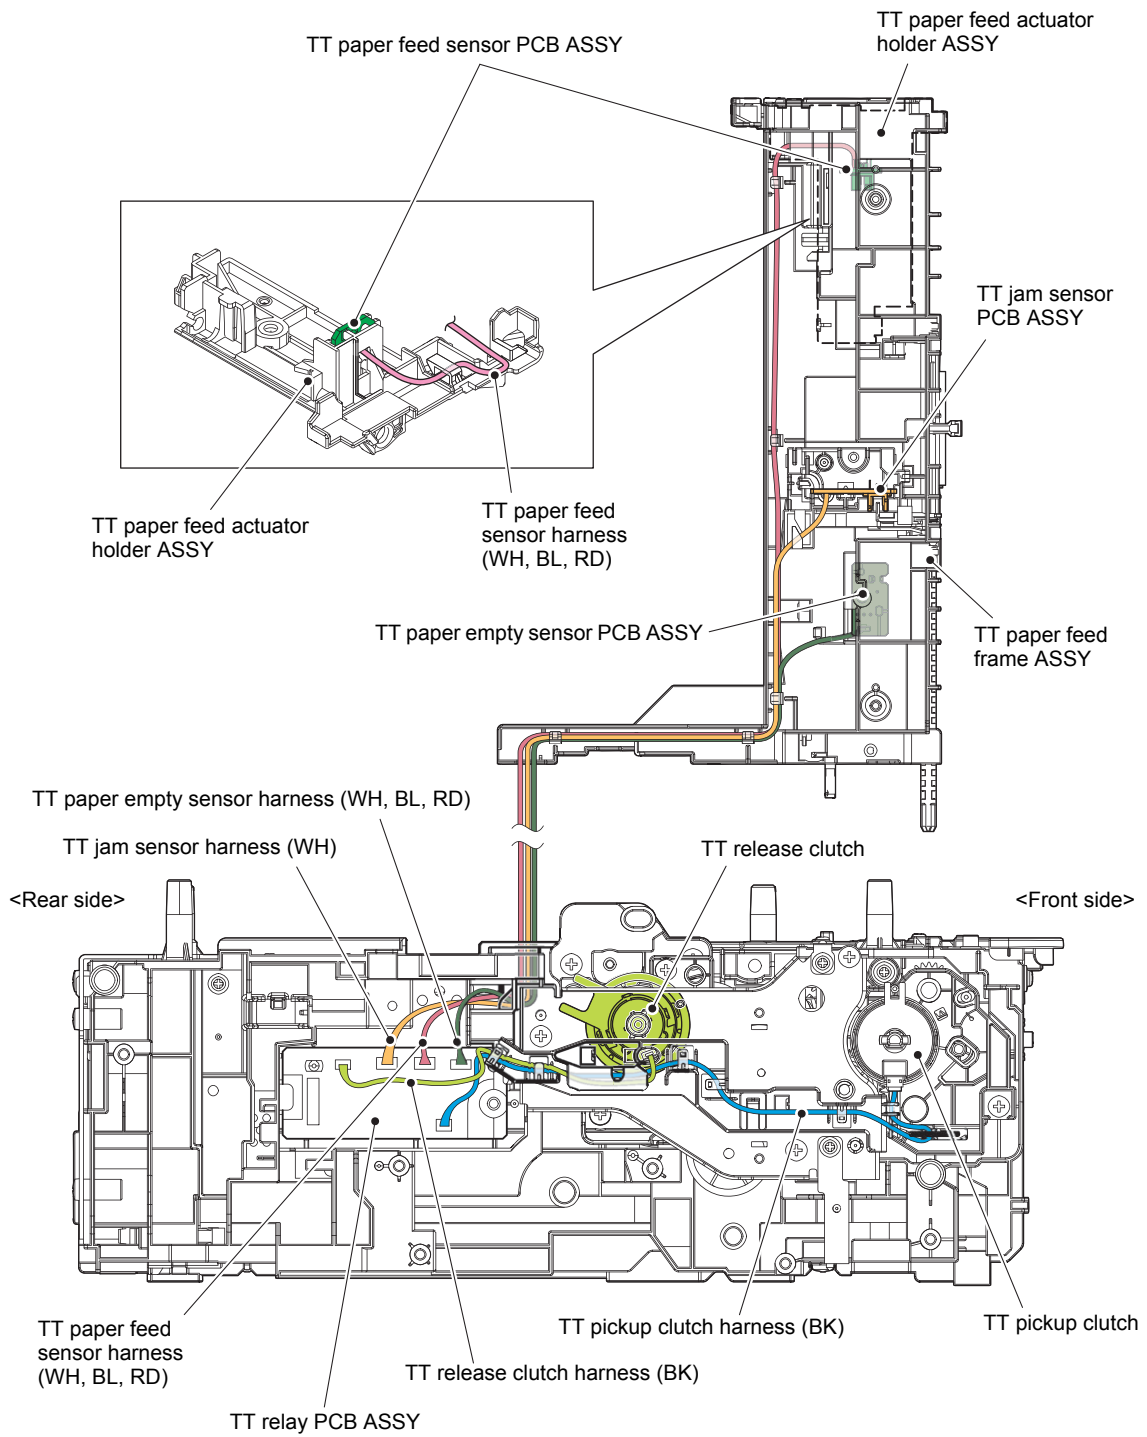 TT paper feed sensor PCB ASSY
TT paper feed actuator
holder ASSY
TT jam sensor
PCB ASSY
TT paper feed actuator
holder ASSY
TT paper feed
sensor harness
(WH, BL, RD)
TT paper empty sensor PCB ASSY
TT paper feed
frame ASSY
TT paper empty sensor harness (WH, BL, RD)
TT jam sensor harness (WH)
TT release clutch
<Rear side>
<Front side>
TT paper feed
sensor harness
(WH, BL, RD)
TT pickup clutch harness (BK)
TT pickup clutch
TT release clutch harness (BK)
TT relay PCB ASSY